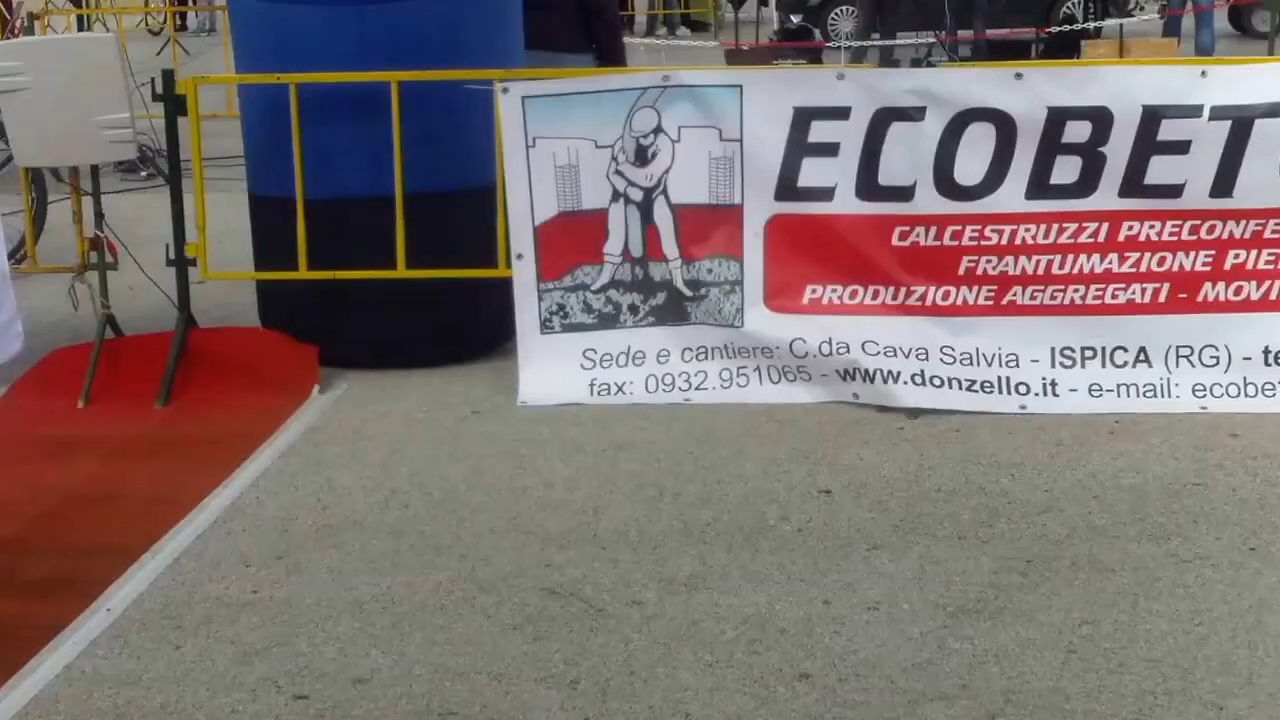 ECOBET
CALCESTRUZZI PRECONFE
FRANTUMAZIONE PIE
PRODUZIONE AGGREGATI - MOVI
Sede e cantiere: C.da Cava Salvia - ISPICA (RG) - te
fax: 0932.951065 - www.donzello.it - e-mail: ecobe